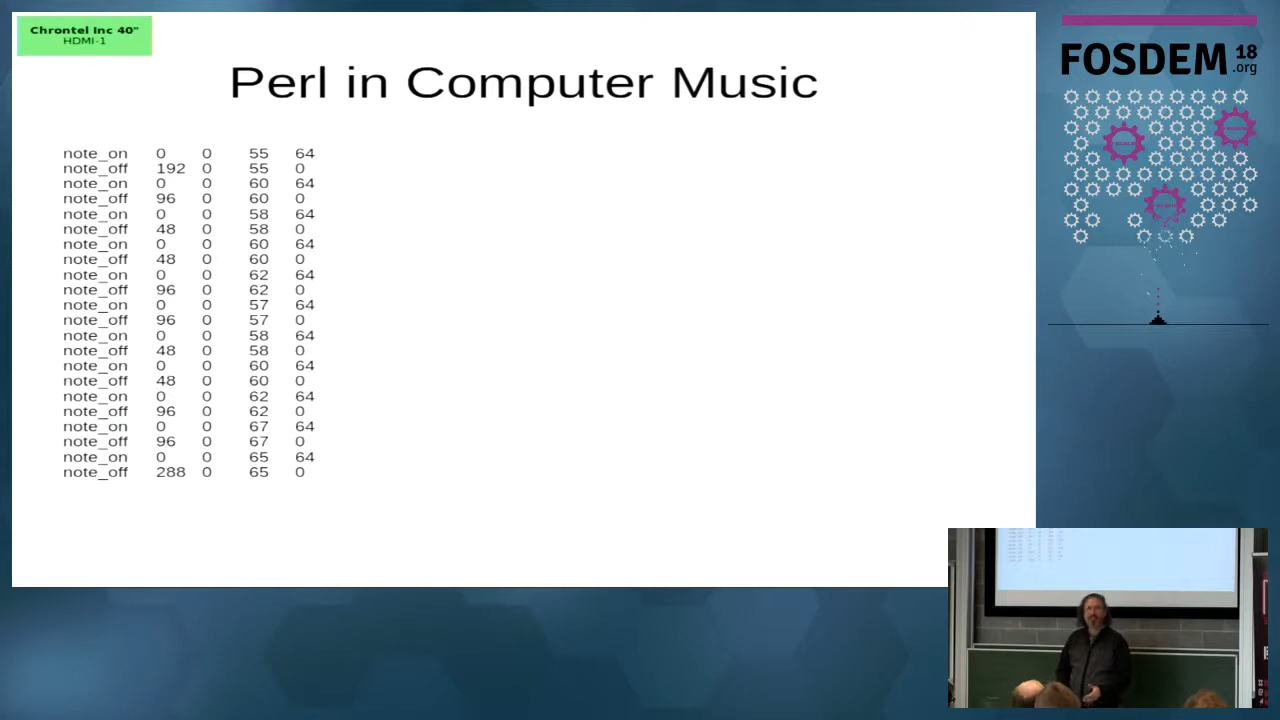 Chrontel Inc 40"
HDMI-1
Perl in Computer Music
note_on 0 0 55 64
note_off 192 0 55 0
note_on 0 0 60 64
note_off 96 0 60 0
note_on 0 0 58 64
note_off 48 0 58 0
note_on 0 0 60 64
note_off 48 0 60 0
note_on 0 0 62 64
note_off 96 0 62 0
note_on 0 0 57 64
note_off 96 0 57 0
note_on 0 0 58 64
note_off 48 0 58 0
note_on 0 0 60 64
note_off 48 0 60 0
note_on 0 0 62 64
note_off 96 0 62 0
note_on 0 0 67 64
note_off 96 0 67 0
note_on 0 0 65 64
note_off 288 0 65 0
FOSDEM 18
.org